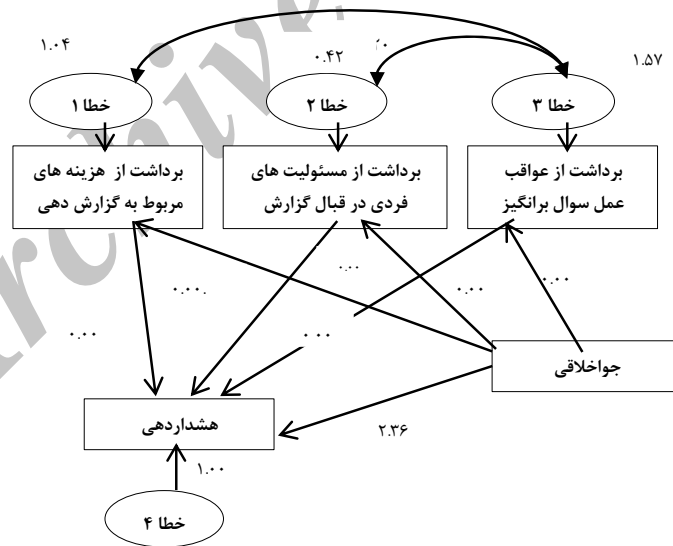 ۱.۰۴
۰.۴۲
۱.۵۷
خطا ۳
خطا ۲
خطا ۱
برداشت از عواقب
عمل سوال برانگیز
برداشت از مسئولیت های
فردی در قبال گزارش
برداشت از هزینه های
مربوط به گزارش دهی
۰.۰۰
۰.۰۰
۰.۰۰
۰.۰۰
۰.۰۰
۰.۰۰
جواخلاقی
هشداردهی
۲.۳۶
۱.۰۰
خطا ۴